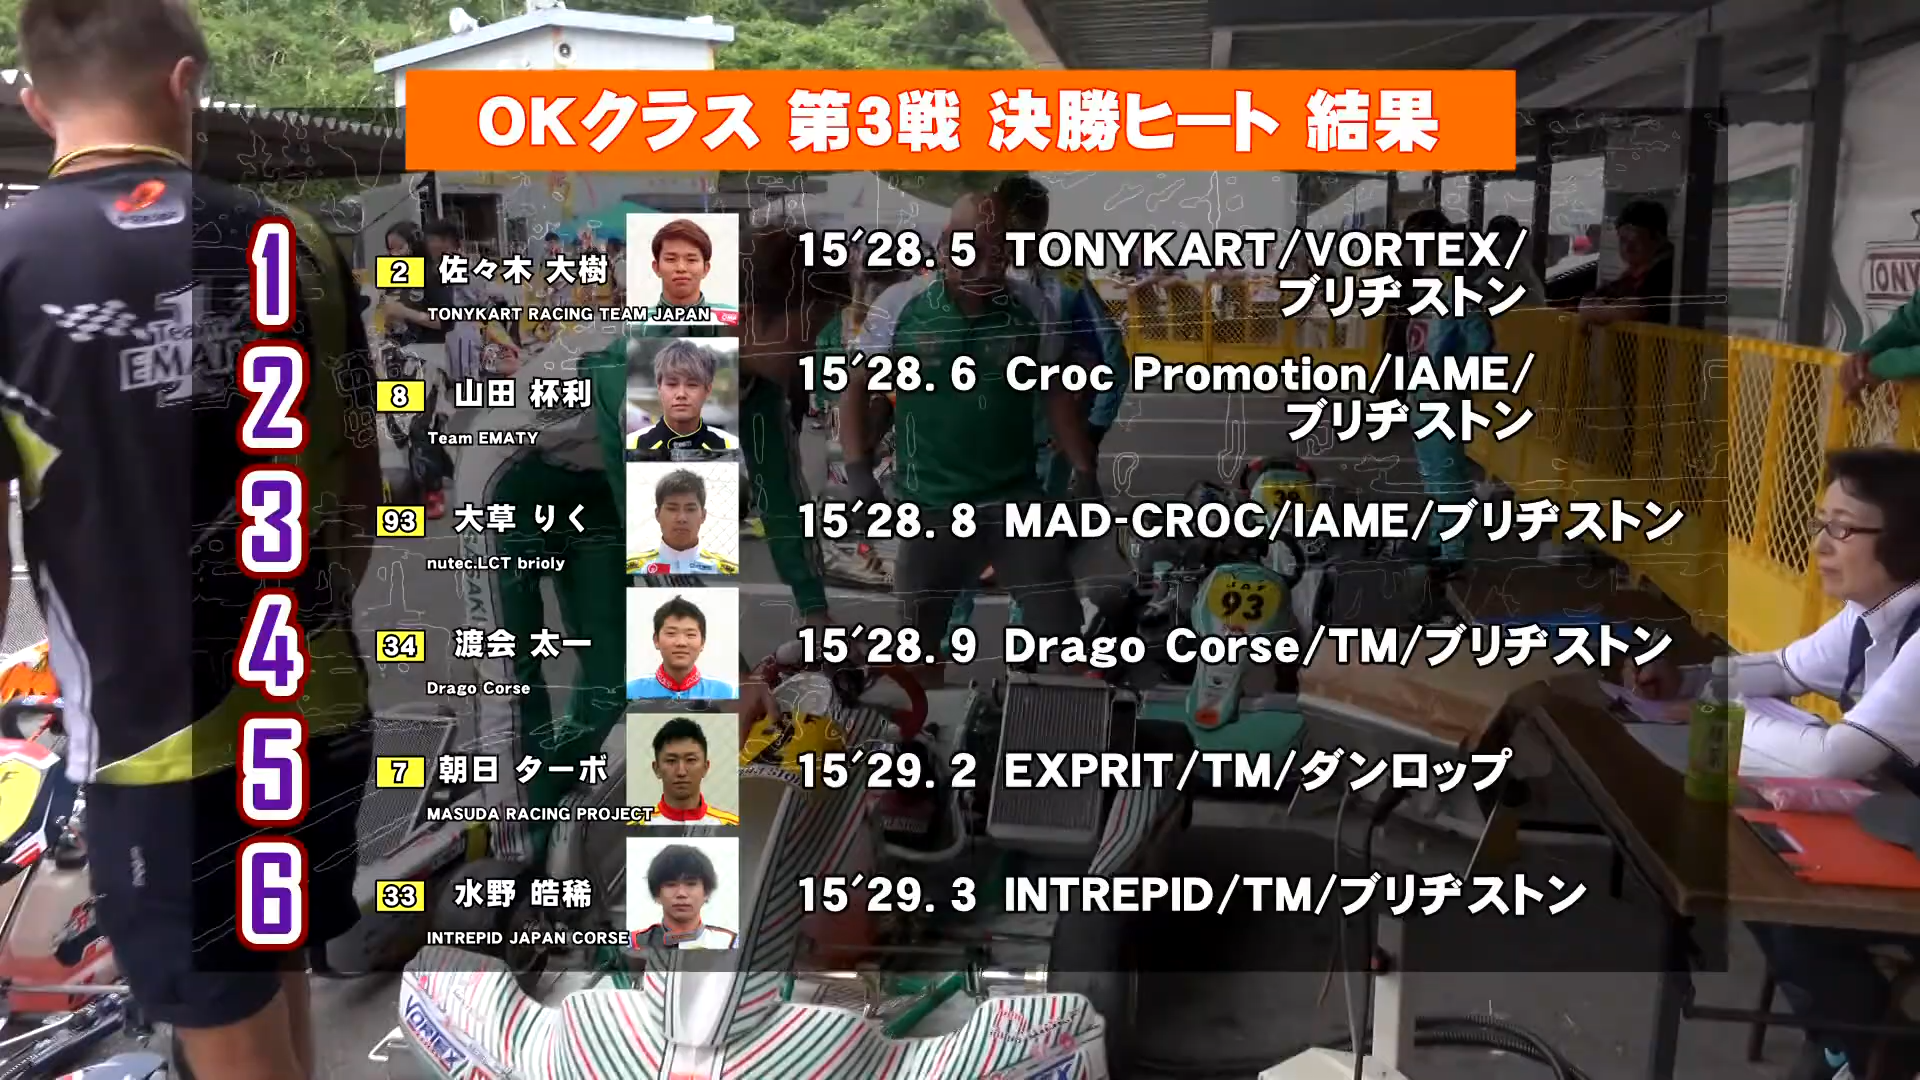 OKクラス 第3戦 決勝ヒート 結果
1
2 佐々木 大樹
TONYKART RACING TEAM JAPAN
15′28.5 TONYKART/VORTEX/
ブリヂストン
2
8 山田 杯利
Team EMATY
15′28.6 Croc Promotion/IAME/
ブリヂストン
3
93 大草 りく
nutec.LCT brioly
15′28.8 MAD-CROC/IAME/ブリヂストン
4
34 渡会 太一
Drago Corse
15′28.9 Drago Corse/TM/ブリヂストン
5
7 朝日 ターボ
MASUDA RACING PROJECT
15′29.2 EXPRIT/TM/ダンロップ
6
33 水野 皓稀
INTREPID JAPAN CORSE
15′29.3 INTREPID/TM/ブリヂストン
Team
93
VORTEX